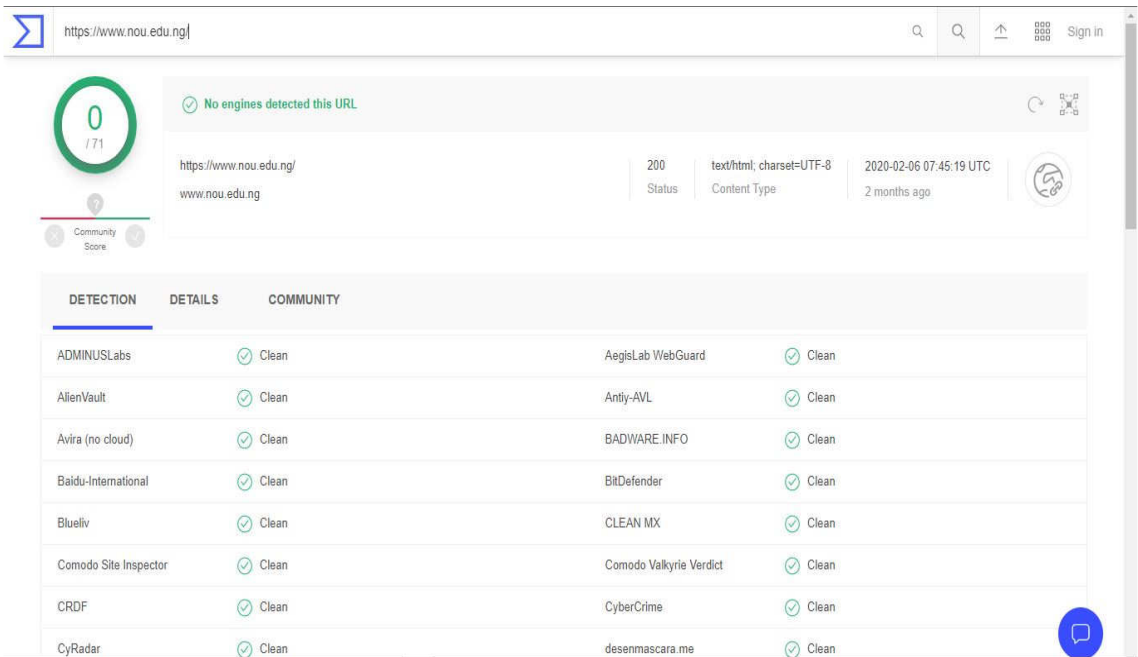 https://www.nou.edu.ng/
Sign in
0
/ 71
?
Community
Score
No engines detected this URL
https://www.nou.edu.ng/
www.nou.edu.ng
200
Status
text/html; charset=UTF-8
Content Type
2020-02-06 07:45:19 UTC
2 months ago
DETECTION DETAILS COMMUNITY
ADMINUSLabs Clean AegisLab WebGuard Clean
AlienVault Clean Antiy-AVL Clean
Avira (no cloud) Clean BADWARE.INFO Clean
Baidu-International Clean BitDefender Clean
Blueliv Clean CLEAN MX Clean
Comodo Site Inspector Clean Comodo Valkyrie Verdict Clean
CRDF Clean CyberCrime Clean
CyRadar Clean desenmascara.me Clean